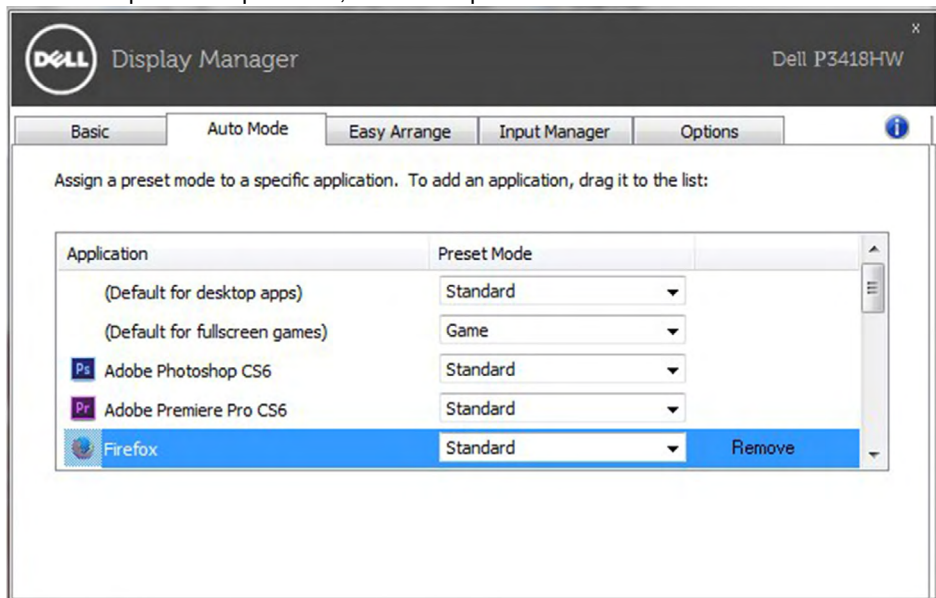 DELL Display Manager
x
Dell P3418HW
Basic Auto Mode Easy Arrange Input Manager Options i
Assign a preset mode to a specific application. To add an application, drag it to the list:
Application Preset Mode
(Default for desktop apps) Standard
(Default for fullscreen games) Game
Ps Adobe Photoshop CS6 Standard
Pr Adobe Premiere Pro CS6 Standard
Firefox Standard Remove